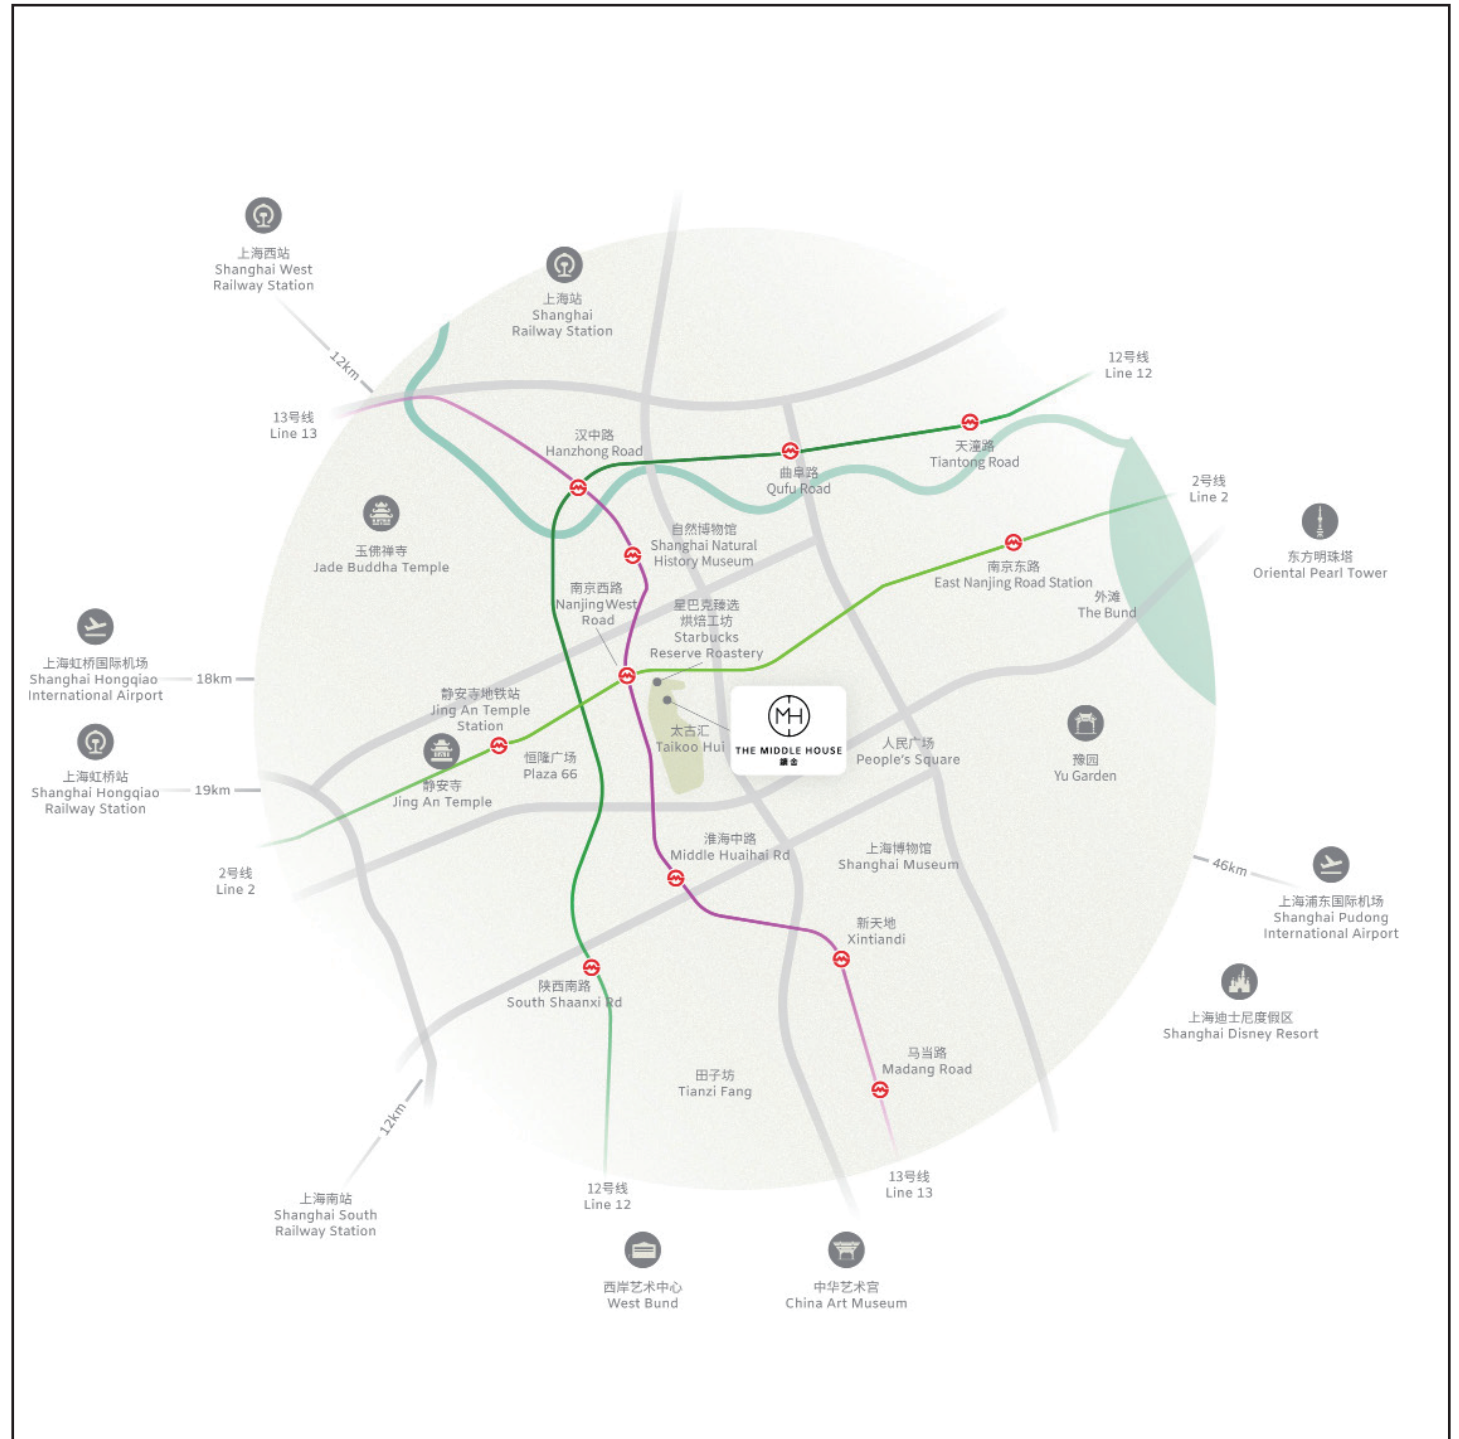 上海西站
Shanghai West
Railway Station
上海站
Shanghai
Railway Station
12km
12号线
Line 12
13号线
Line 13
汉中路
Hanzhong Road
天潼路
Tiantong Road
曲阜路
Qufu Road
2号线
Line 2
自然博物馆
Shanghai Natural
History Museum
玉佛禅寺
Jade Buddha Temple
东方明珠塔
Oriental Pearl Tower
南京东路
East Nanjing Road Station
南京西路
Nanjing West
Road
外滩
The Bund
星巴克臻选
烘焙工坊
Starbucks
Reserve Roastery
上海虹桥国际机场
Shanghai Hongqiao
International Airport
18km
静安寺地铁站
Jing An Temple
Station
MH
THE MIDDLE HOUSE
鏞舍
太古汇
Taikoo Hui
人民广场
People's Square
恒隆广场
Plaza 66
豫园
Yu Garden
上海虹桥站
Shanghai Hongqiao
Railway Station
19km
静安寺
Jing An Temple
淮海中路
Middle Huaihai Rd
上海博物馆
Shanghai Museum
2号线
Line 2
46km
上海浦东国际机场
Shanghai Pudong
International Airport
新天地
Xintiandi
陕西南路
South Shaanxi Rd
上海迪士尼度假区
Shanghai Disney Resort
马当路
Madang Road
田子坊
Tianzi Fang
12km
上海南站
Shanghai South
Railway Station
12号线
Line 12
13号线
Line 13
西岸艺术中心
West Bund
中华艺术宫
China Art Museum